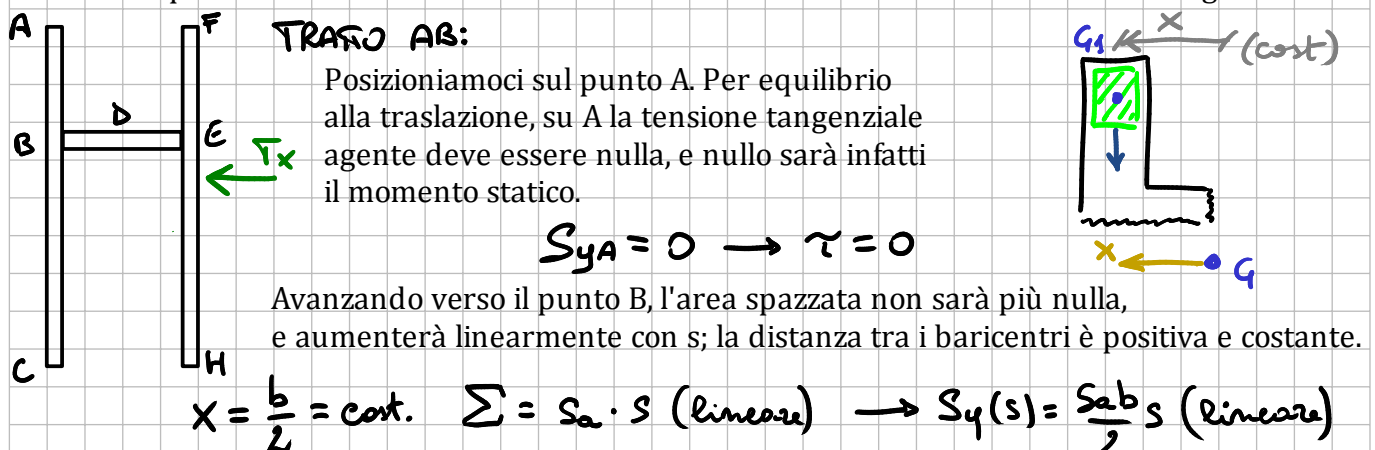 A F TRATTO AB:
G1 x (cost)
Posizioniamoci sul punto A. Per equilibrio
alla traslazione, su A la tensione tangenziale
agente deve essere nulla, e nullo sarà infatti
il momento statico.
D
B E Tx
SyA = 0 → τ = 0
x G
Avanzando verso il punto B, l'area spazzata non sarà più nulla,
e aumenterà linearmente con s; la distanza tra i baricentri è positiva e costante.
C H
x = b/2 = cost. Σ = Sa · s (lineare) → Sy(s) = Sab/2 s (lineare)